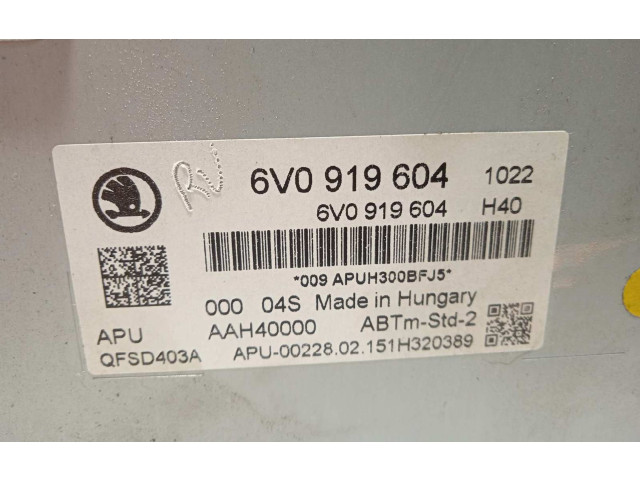 6V0 919 604 1022
6V0 919 604 H40
*009 APUH300BFJ5*
000 04S Made in Hungary
APU AAH40000 ABTm-Std-2
QFSD403A APU-00228.02.151H320389